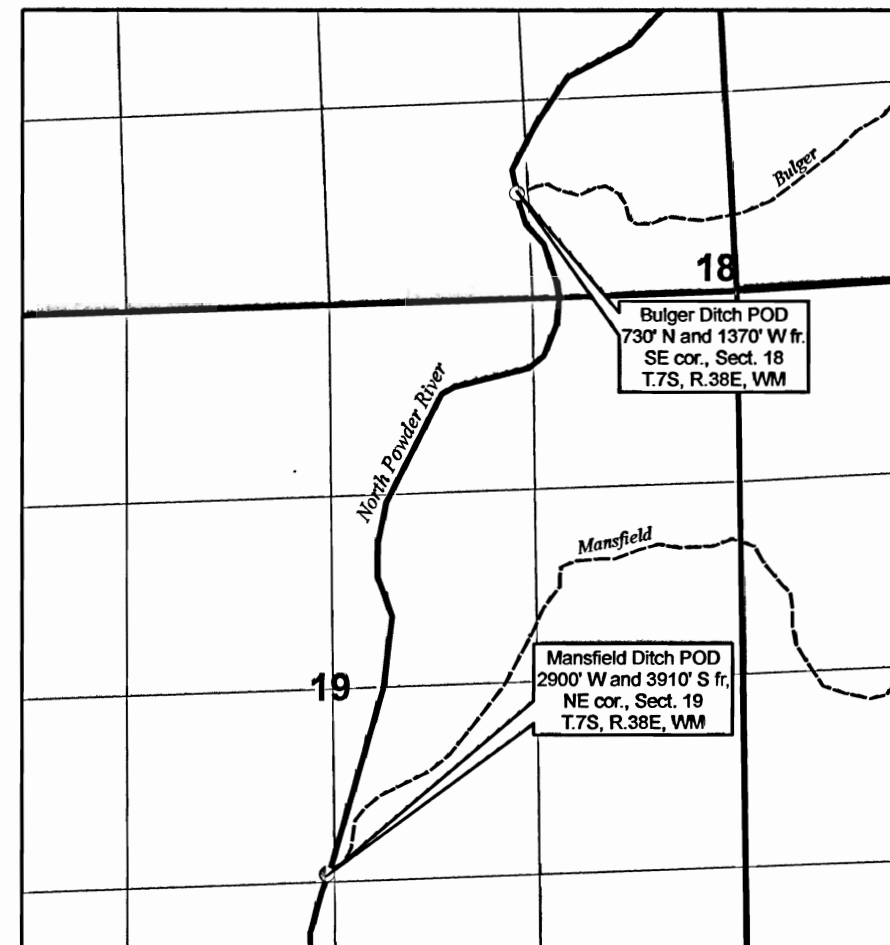 Bulger
18
Bulger Ditch POD
730' N and 1370' W fr.
SE cor., Sect. 18
T.7S, R.38E, WM
North Powder River
Mansfield
19
Mansfield Ditch POD
2900' W and 3910' S fr,
NE cor., Sect. 19
T.7S, R.38E, WM